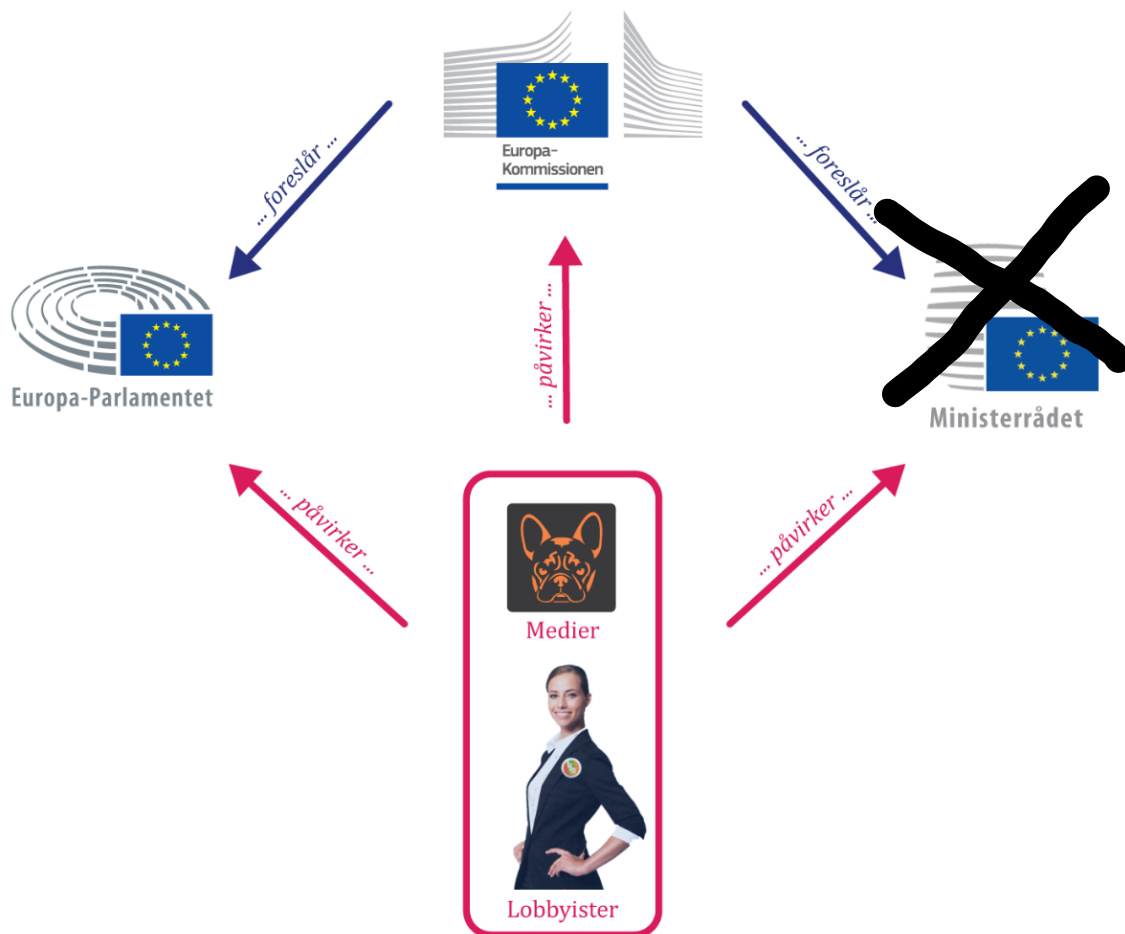 Europa-
Kommissionen
... foreslår ...
... foreslår ...
... påvirker ...
Europa-Parlamentet
Ministerrådet
... påvirker ...
... påvirker ...
Medier
Lobbyister